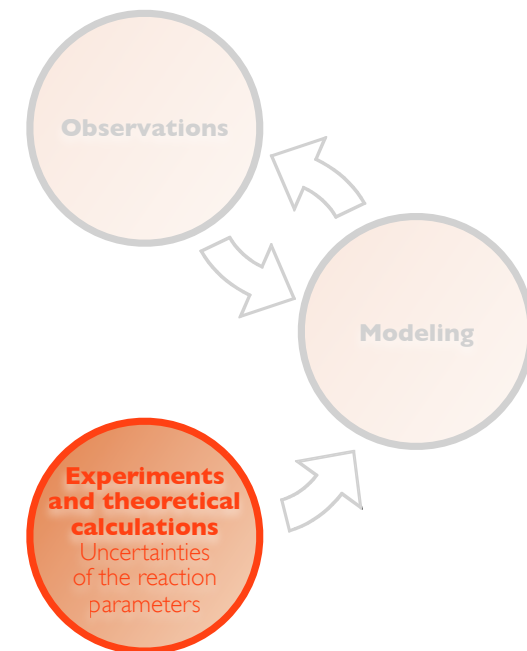 Observations
Modeling
Experiments
and theoretical
calculations
Uncertainties
of the reaction
parameters